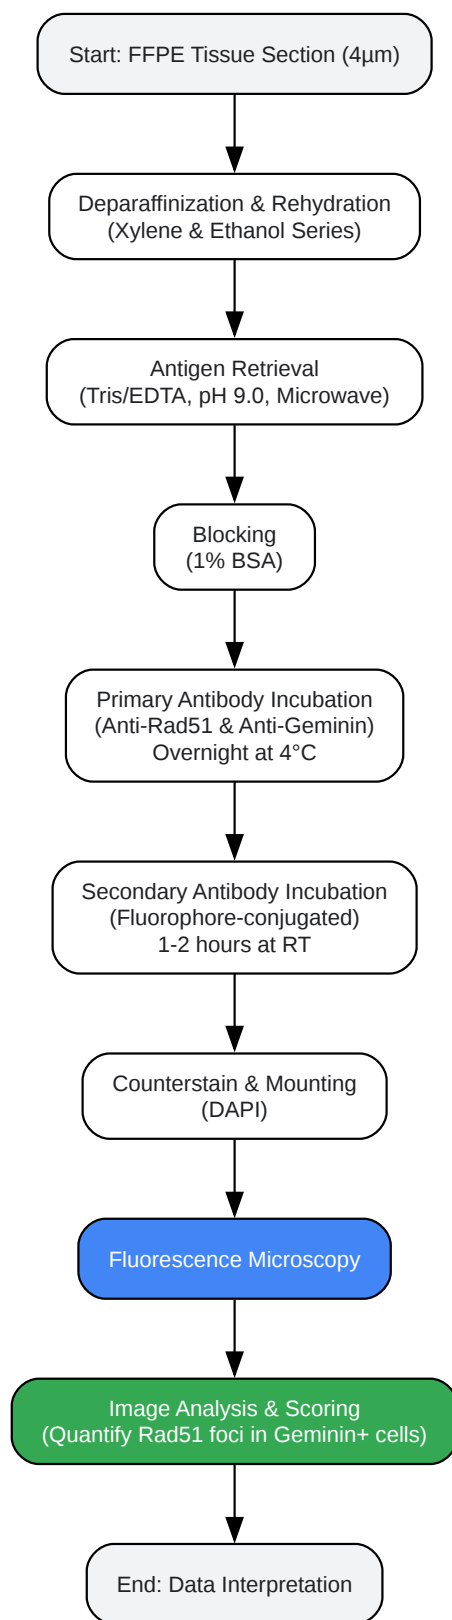 Start: FFPE Tissue Section (4µm)
Deparaffinization & Rehydration
(Xylene & Ethanol Series)
Antigen Retrieval
(Tris/EDTA, pH 9.0, Microwave)
Blocking
(1% BSA)
Primary Antibody Incubation
(Anti-Rad51 & Anti-Geminin)
Overnight at 4°C
Secondary Antibody Incubation
(Fluorophore-conjugated)
1-2 hours at RT
Counterstain & Mounting
(DAPI)
Fluorescence Microscopy
Image Analysis & Scoring
(Quantify Rad51 foci in Geminin+ cells)
End: Data Interpretation